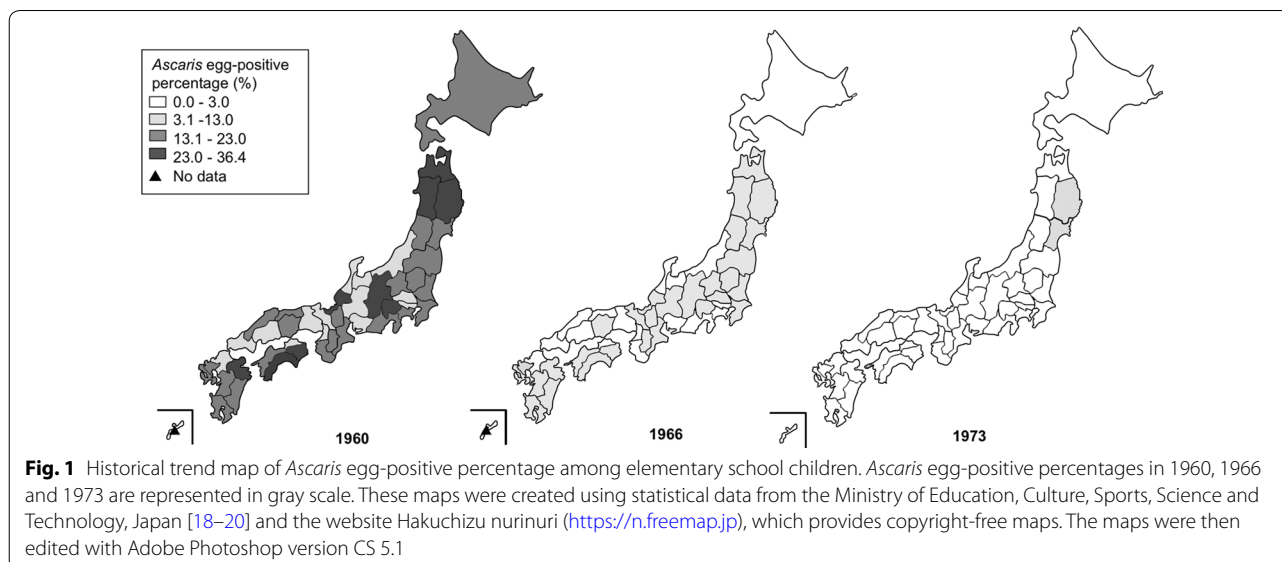 Ascaris egg-positive
percentage (%)
0.0 - 3.0
3.1 -13.0
13.1 - 23.0
23.0 - 36.4
No data
1960
1966
1973
Fig. 1 Historical trend map of Ascaris egg-positive percentage among elementary school children. Ascaris egg-positive percentages in 1960, 1966
and 1973 are represented in gray scale. These maps were created using statistical data from the Ministry of Education, Culture, Sports, Science and
Technology, Japan [18–20] and the website Hakuchizu nurinuri (https://n.freemap.jp), which provides copyright-free maps. The maps were then
edited with Adobe Photoshop version CS 5.1